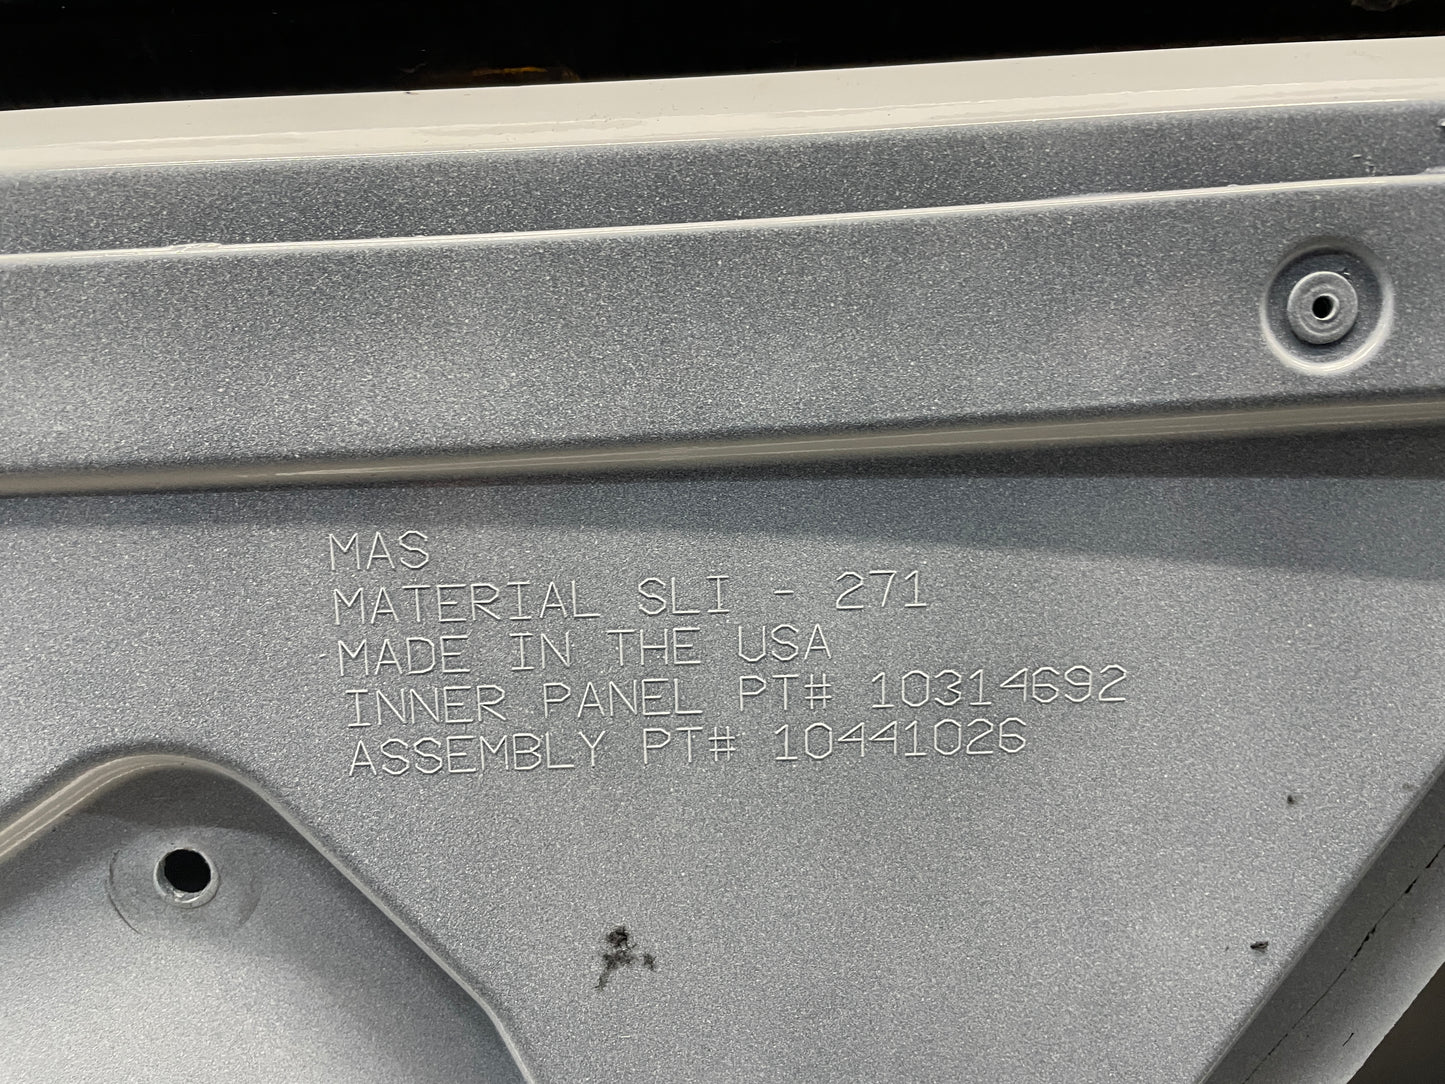 MAS
MATERIAL SLI - 271
MADE IN THE USA
INNER PANEL PT# 10314692
ASSEMBLY PT# 10441026